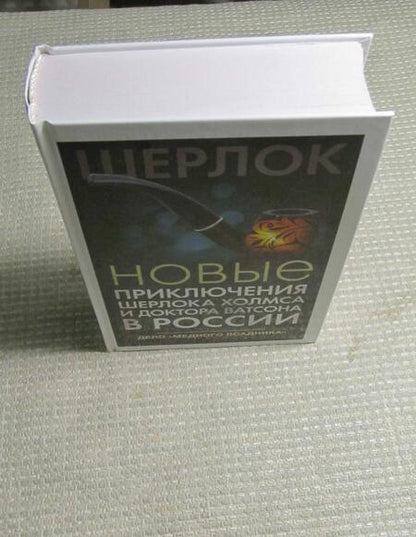 ШЕРЛОК
НОВЫЕ
ПРИКЛЮЧЕНИЯ
ШЕРЛОКА ХОЛМСА
И ДОКТОРА ВАТСОНА
В РОССИИ
ДЕЛО «МЕДНОГО ВСАДНИКА»